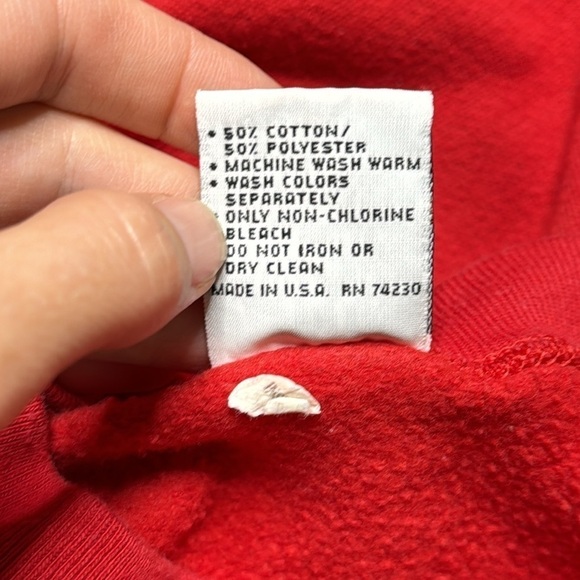 • 50% COTTON/
50% POLYESTER
• MACHINE WASH WARM
• WASH COLORS
SEPARATELY
• ONLY NON-CHLORINE
BLEACH
DO NOT IRON OR
DRY CLEAN
MADE IN U.S.A. RN 74230